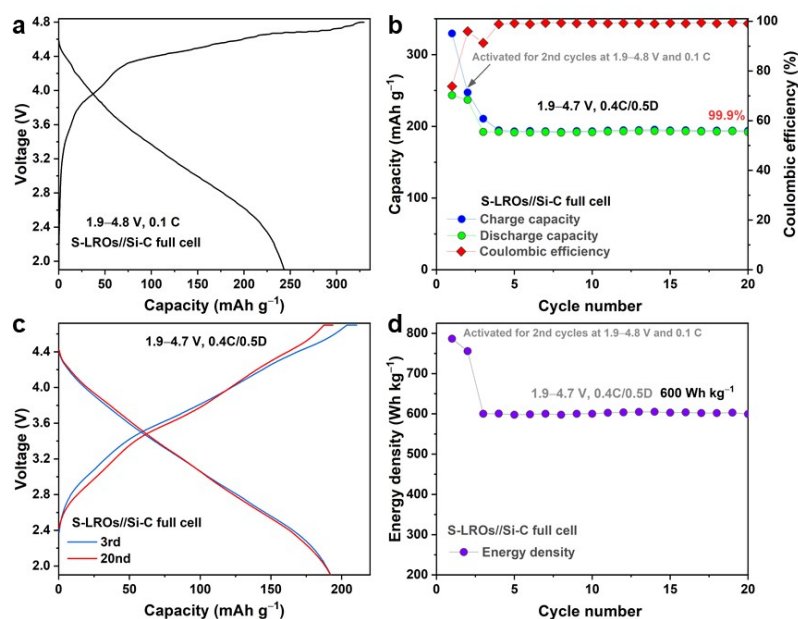 a
4.8
4.4
4.0
3.6
3.2
2.8
2.4
2.0
Voltage (V)
1.9–4.8 V, 0.1 C
S-LROs//Si-C full cell
0 50 100 150 200 250 300
Capacity (mAh g⁻¹)
b
350
300
250
200
150
100
50
0
Capacity (mAh g⁻¹)
Activated for 2nd cycles at 1.9–4.8 V and 0.1 C
1.9–4.7 V, 0.4C/0.5D
99.9%
S-LROs//Si-C full cell
Charge capacity
Discharge capacity
Coulombic efficiency
100
80
60
40
20
0
Coulombic efficiency (%)
0 5 10 15 20
Cycle number
c
4.4
4.0
3.6
3.2
2.8
2.4
2.0
Voltage (V)
1.9–4.7 V, 0.4C/0.5D
S-LROs//Si-C full cell
3rd
20nd
0 50 100 150 200
Capacity (mAh g⁻¹)
d
800
700
600
500
400
300
200
Energy density (Wh kg⁻¹)
Activated for 2nd cycles at 1.9–4.8 V and 0.1 C
1.9–4.7 V, 0.4C/0.5D 600 Wh kg⁻¹
S-LROs//Si-C full cell
Energy density
0 5 10 15 20
Cycle number